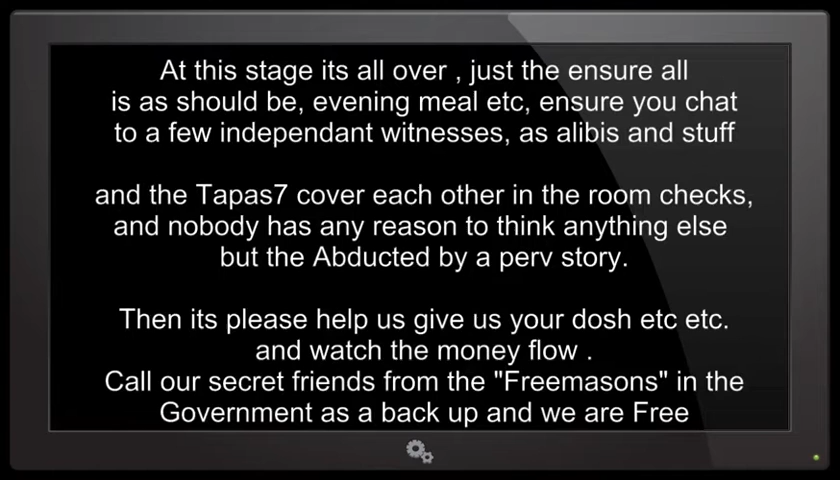 At this stage its all over , just the ensure all
is as should be, evening meal etc, ensure you chat
to a few independant witnesses, as alibis and stuff
and the Tapas7 cover each other in the room checks,
and nobody has any reason to think anything else
but the Abducted by a perv story.
Then its please help us give us your dosh etc etc.
and watch the money flow .
Call our secret friends from the "Freemasons" in the
Government as a back up and we are Free